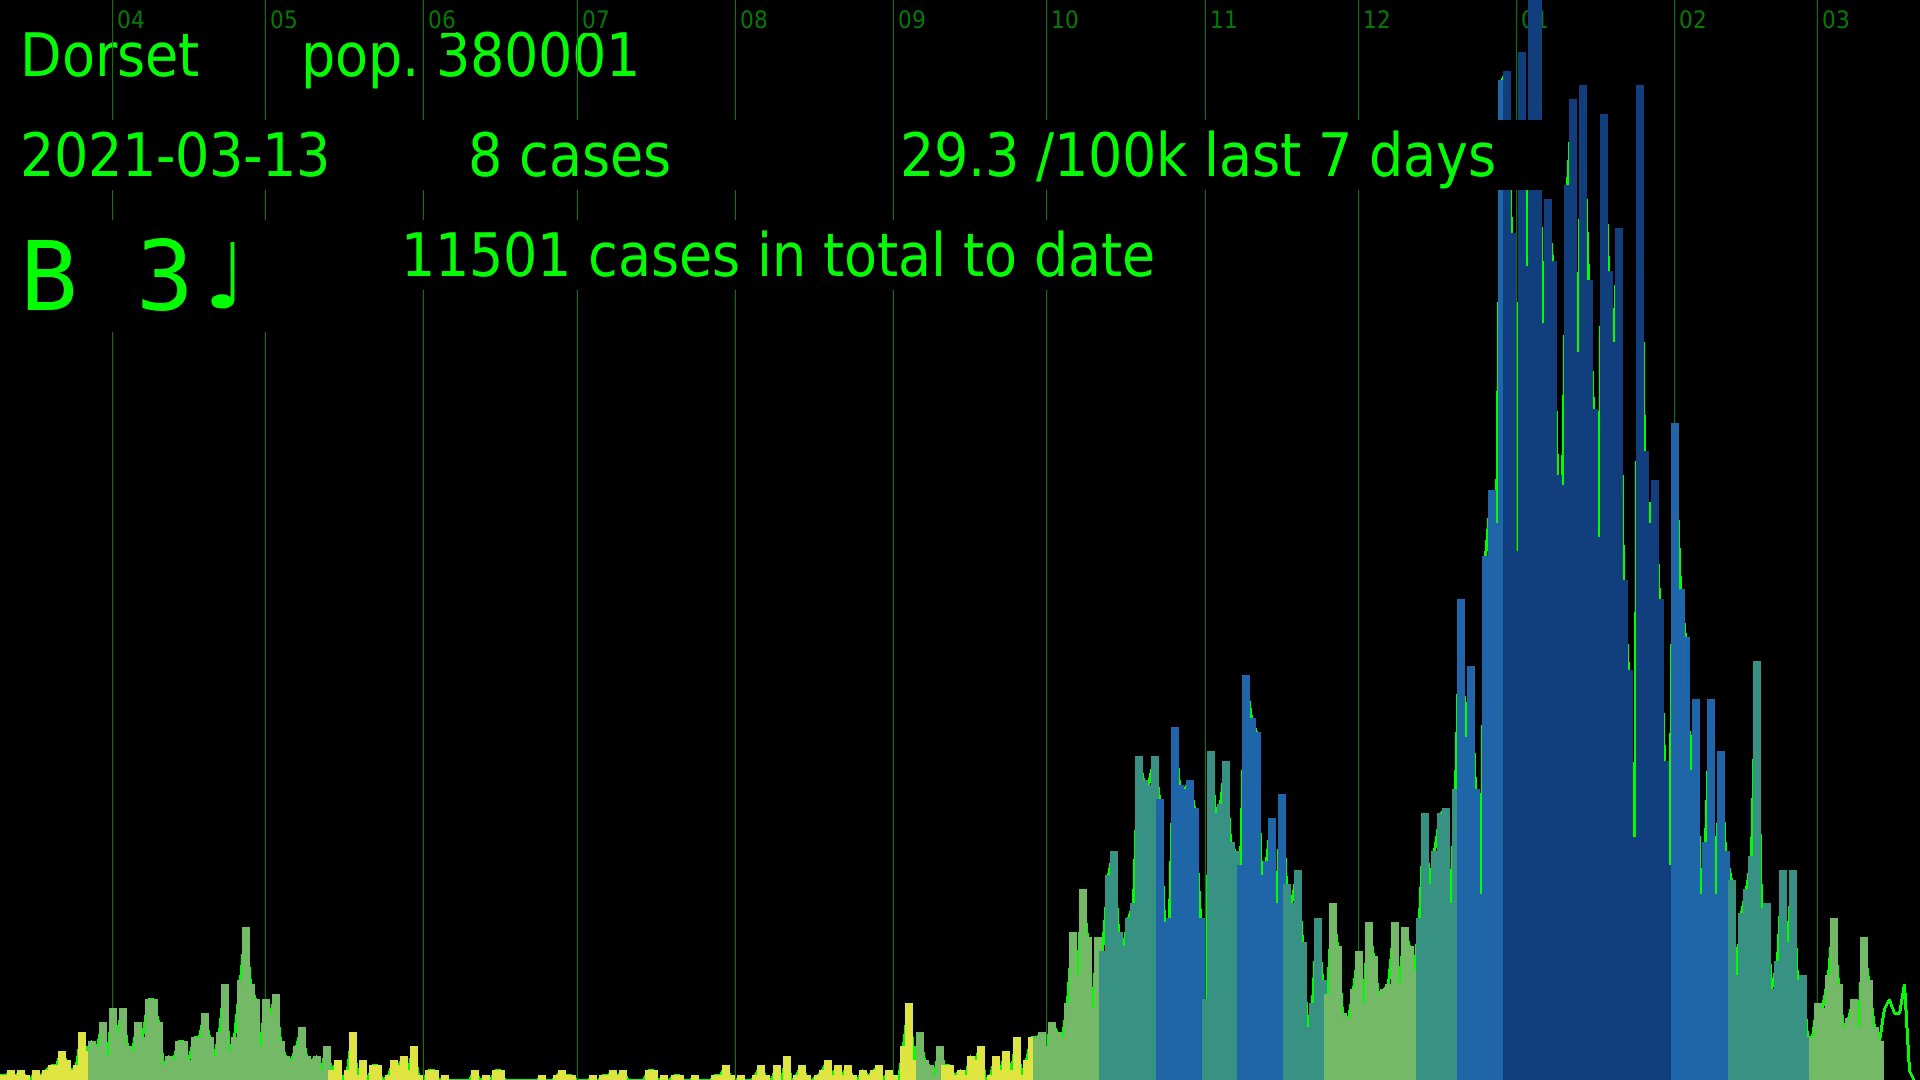 04 05 06 07 08 09 10 11 12 01 02 03
Dorset pop. 380001
2021-03-13 8 cases 29.3 /100k last 7 days
B 3♩ 11501 cases in total to date